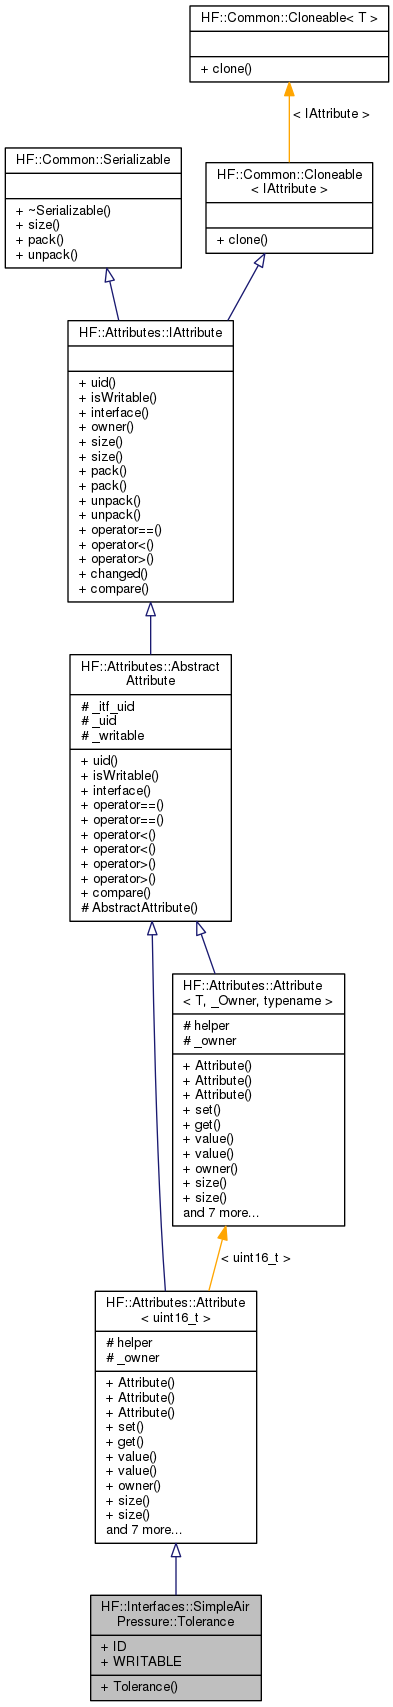 HF::Common::Cloneable< T >
+ clone()
< IAttribute >
HF::Common::Serializable
+ ~Serializable()
+ size()
+ pack()
+ unpack()
HF::Common::Cloneable
< IAttribute >
+ clone()
HF::Attributes::IAttribute
+ uid()
+ isWritable()
+ interface()
+ owner()
+ size()
+ size()
+ pack()
+ pack()
+ unpack()
+ unpack()
+ operator==()
+ operator<()
+ operator>()
+ changed()
+ compare()
HF::Attributes::Abstract
Attribute
# _itf_uid
# _uid
# _writable
+ uid()
+ isWritable()
+ interface()
+ operator==()
+ operator==()
+ operator<()
+ operator<()
+ operator>()
+ operator>()
+ compare()
# AbstractAttribute()
HF::Attributes::Attribute
< T, _Owner, typename >
# helper
# _owner
+ Attribute()
+ Attribute()
+ Attribute()
+ set()
+ get()
+ value()
+ value()
+ owner()
+ size()
+ size()
and 7 more...
< uint16_t >
HF::Attributes::Attribute
< uint16_t >
# helper
# _owner
+ Attribute()
+ Attribute()
+ Attribute()
+ set()
+ get()
+ value()
+ value()
+ owner()
+ size()
+ size()
and 7 more...
HF::Interfaces::SimpleAir
Pressure::Tolerance
+ ID
+ WRITABLE
+ Tolerance()